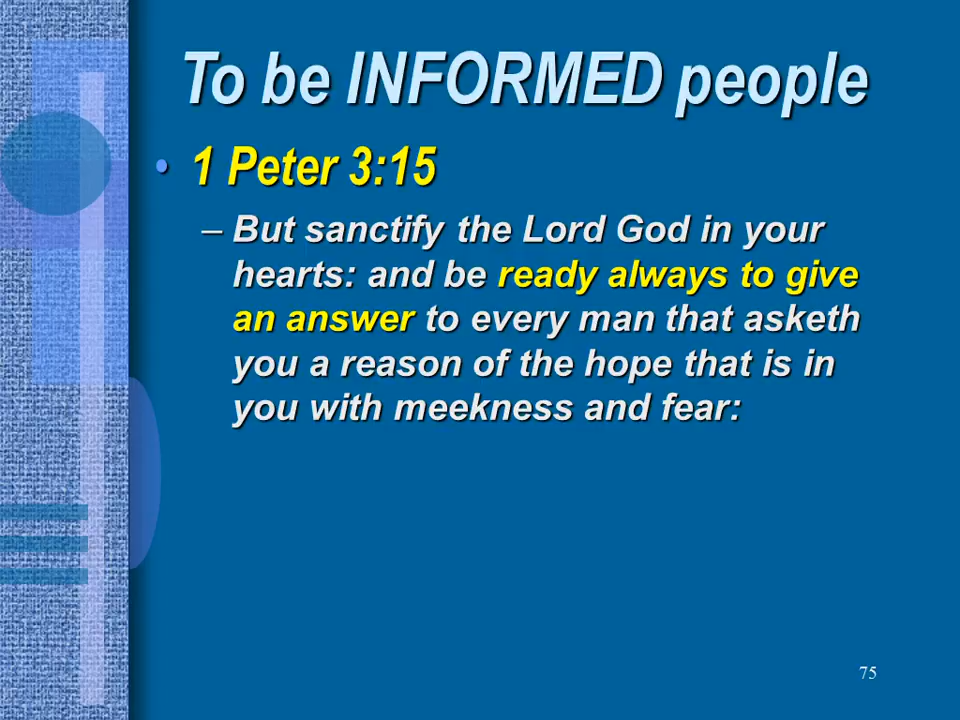 To be INFORMED people
• 1 Peter 3:15
– But sanctify the Lord God in your
hearts: and be ready always to give
an answer to every man that asketh
you a reason of the hope that is in
you with meekness and fear:
75